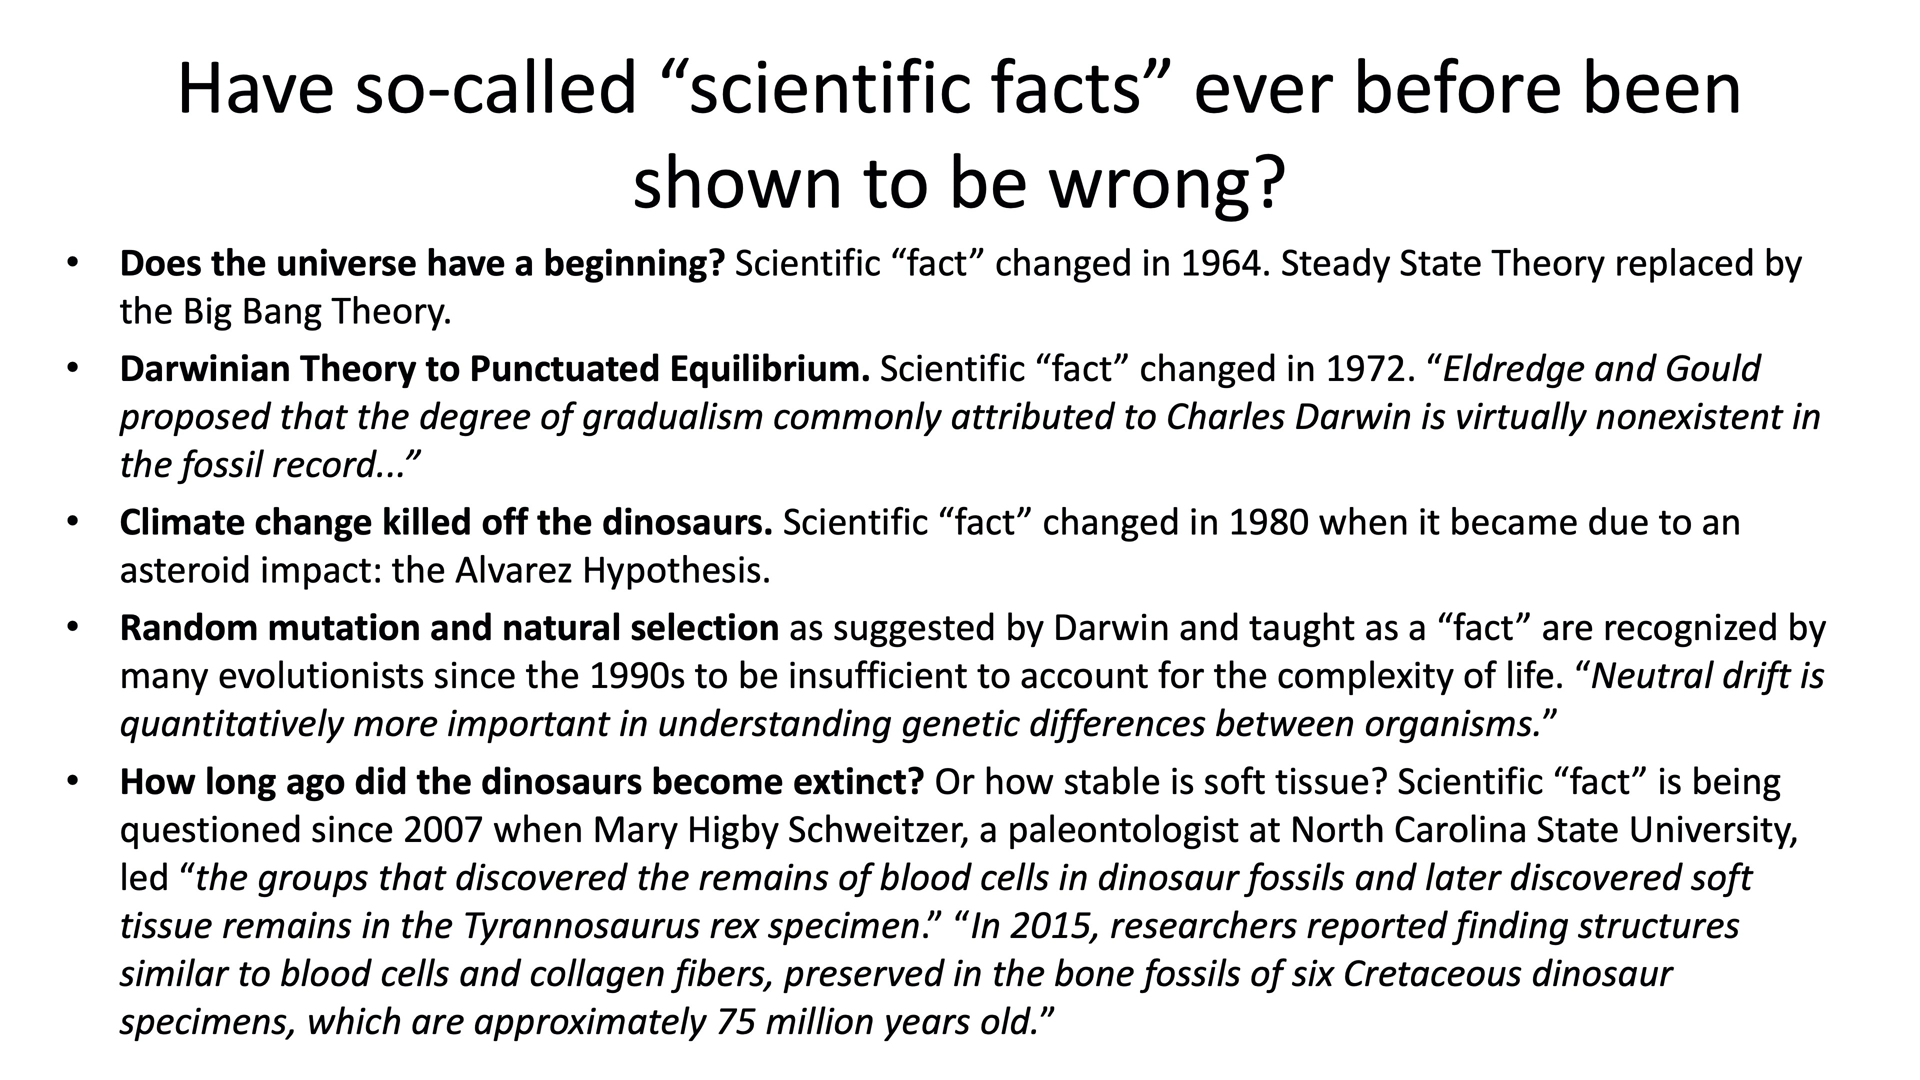 Have so-called “scientific facts” ever before been
shown to be wrong?
• Does the universe have a beginning? Scientific “fact” changed in 1964. Steady State Theory replaced by
the Big Bang Theory.
• Darwinian Theory to Punctuated Equilibrium. Scientific “fact” changed in 1972. “Eldredge and Gould
proposed that the degree of gradualism commonly attributed to Charles Darwin is virtually nonexistent in
the fossil record...”
• Climate change killed off the dinosaurs. Scientific “fact” changed in 1980 when it became due to an
asteroid impact: the Alvarez Hypothesis.
• Random mutation and natural selection as suggested by Darwin and taught as a “fact” are recognized by
many evolutionists since the 1990s to be insufficient to account for the complexity of life. “Neutral drift is
quantitatively more important in understanding genetic differences between organisms.”
• How long ago did the dinosaurs become extinct? Or how stable is soft tissue? Scientific “fact” is being
questioned since 2007 when Mary Higby Schweitzer, a paleontologist at North Carolina State University,
led “the groups that discovered the remains of blood cells in dinosaur fossils and later discovered soft
tissue remains in the Tyrannosaurus rex specimen.” “In 2015, researchers reported finding structures
similar to blood cells and collagen fibers, preserved in the bone fossils of six Cretaceous dinosaur
specimens, which are approximately 75 million years old.”